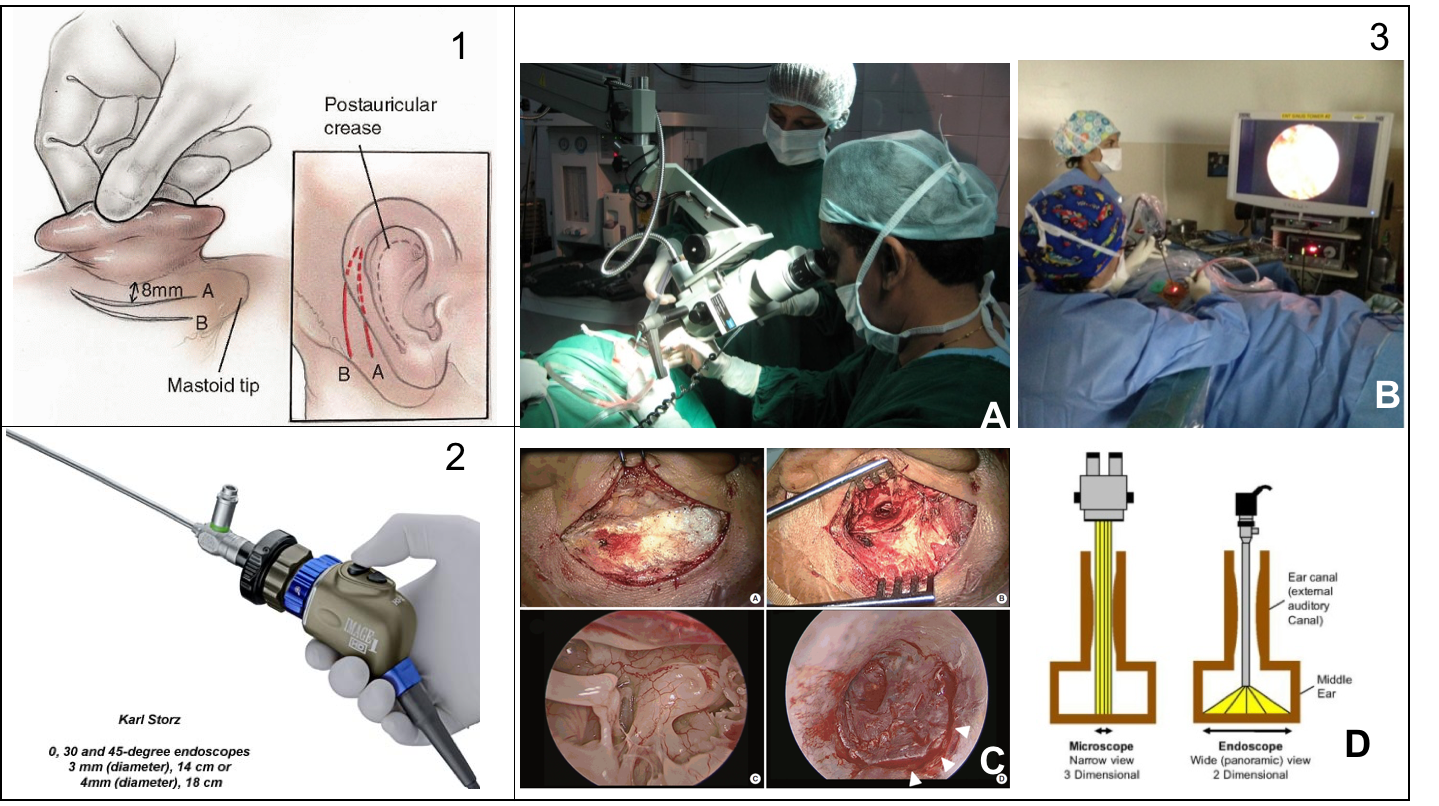 1
Postauricular
crease
8mm A
B
Mastoid tip
B A
2
IMAGE1
HD
Karl Storz
0, 30 and 45-degree endoscopes
3 mm (diameter), 14 cm or
4mm (diameter), 18 cm
3
A
B
A
B
C
D
C
Ear canal
(external
auditory
Canal)
Middle
Ear
Microscope
Narrow view
3 Dimensional
Endoscope
Wide (panoramic) view
2 Dimensional
D